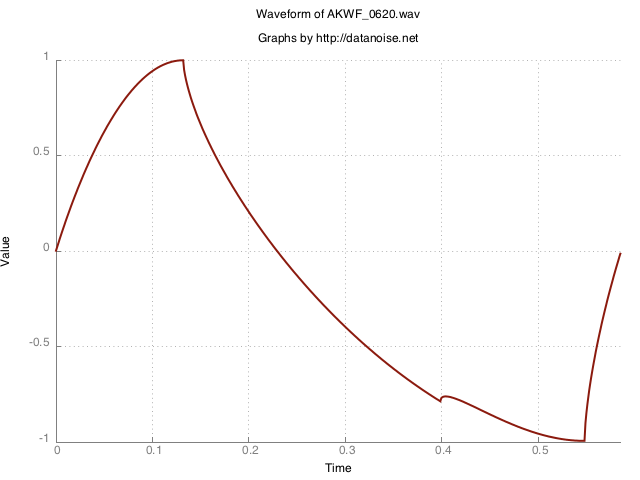 Waveform of AKWF_0620.wav
Graphs by http://datanoise.net
1
0.5
0
-0.5
-1
Value
0 0.1 0.2 0.3 0.4 0.5
Time